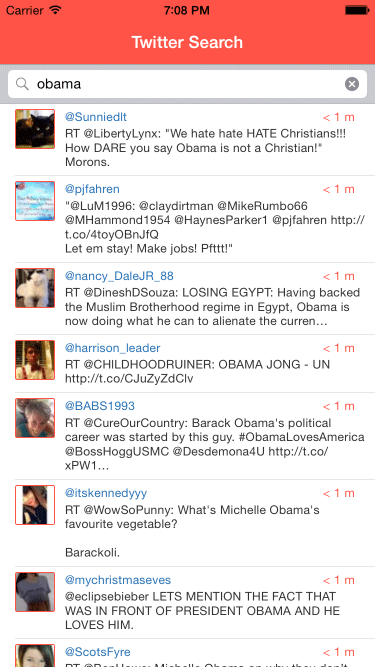 Carrier 7:08 PM
Twitter Search
obama
@Sunniedlt < 1 m
RT @LibertyLynx: "We hate hate HATE Christians!!!
How DARE you say Obama is not a Christian!"
Morons.
@pjfahren < 1 m
"@LuM1996: @claydirtman @MikeRumbo66
@MHammond1954 @HaynesParker1 @pjfahren http://
t.co/4toyOBnJfQ
Let em stay! Make jobs! Pfttt!"
@nancy_DaleJR_88 < 1 m
RT @DineshDSouza: LOSING EGYPT: Having backed
the Muslim Brotherhood regime in Egypt, Obama is
now doing what he can to alienate the curren…
@harrison_leader < 1 m
RT @CHILDHOODRUINER: OBAMA JONG - UN
http://t.co/CJuZyZdClv
@BABS1993 < 1 m
RT @CureOurCountry: Barack Obama's political
career was started by this guy. #ObamaLovesAmerica
@BossHoggUSMC @Desdemona4U http://t.co/
xPW1…
@itskennedyyy < 1 m
RT @WowSoPunny: What's Michelle Obama's
favourite vegetable?
Barackoli.
@mychristmaseves < 1 m
@eclipsebieber LETS MENTION THE FACT THAT
WAS IN FRONT OF PRESIDENT OBAMA AND HE
LOVES HIM.
@ScotsFyre < 1 m